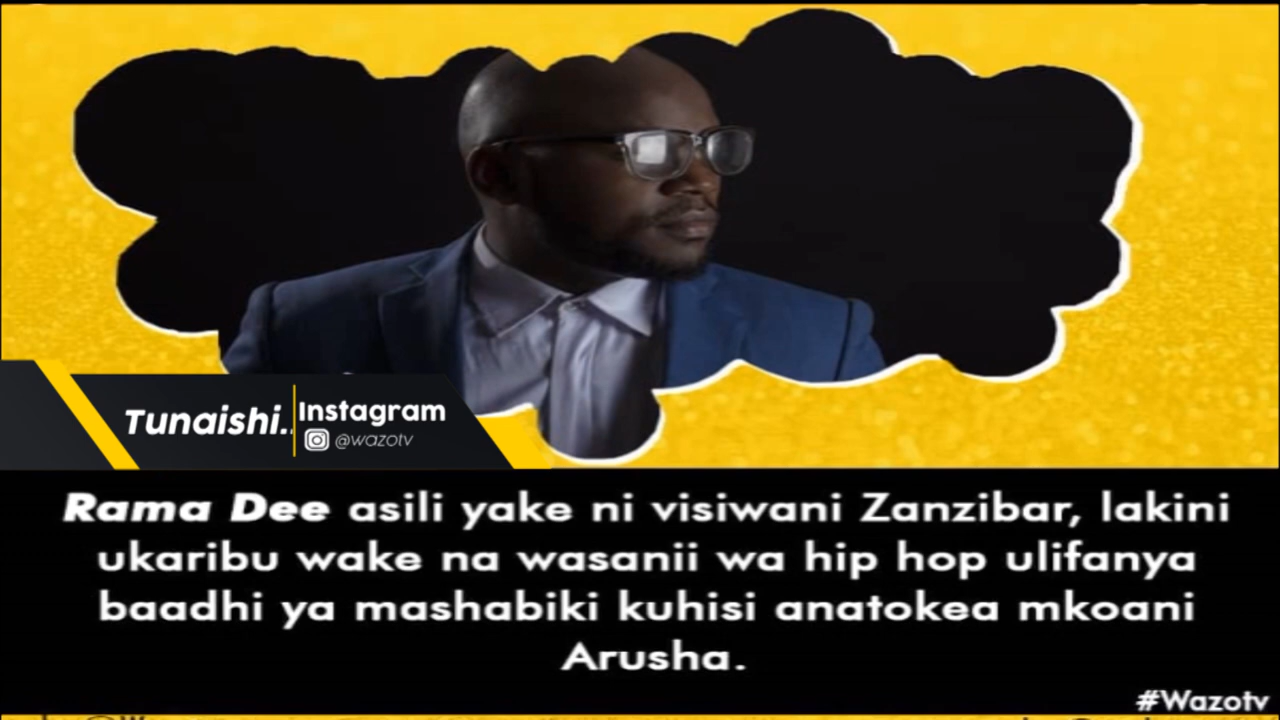 Tunaishi..
Instagram
@wazotv
Rama Dee asili yake ni visiwani Zanzibar, lakini
ukaribu wake na wasanii wa hip hop ulifanya
baadhi ya mashabiki kuhisi anatokea mkoani
Arusha.
#Wazotv